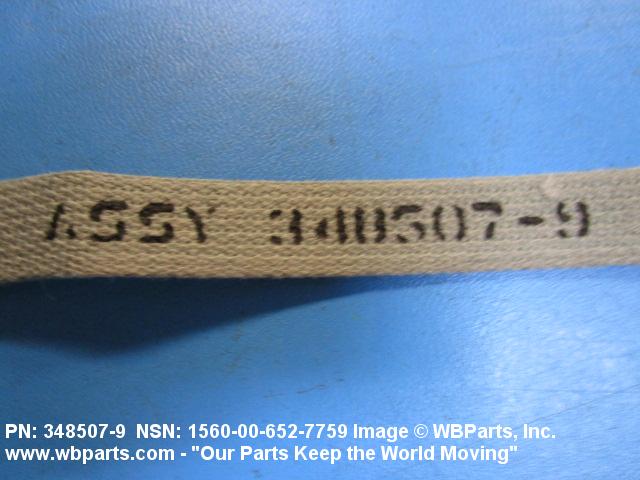 ASSY 348507-9
PN: 348507-9 NSN: 1560-00-652-7759 Image © WBParts, Inc.
www.wbparts.com - "Our Parts Keep the World Moving"